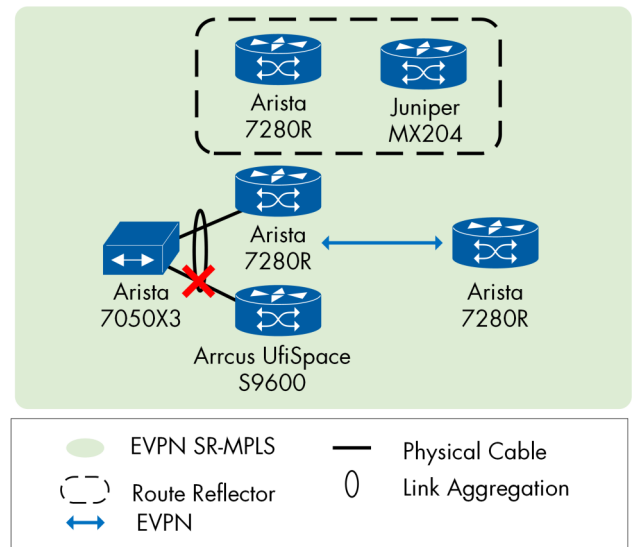 Arista
7280R
Juniper
MX204
Arista
7280R
Arista
7050X3
Arista
7280R
Arrcus UfiSpace
S9600
EVPN SR-MPLS
Physical Cable
Route Reflector
Link Aggregation
EVPN